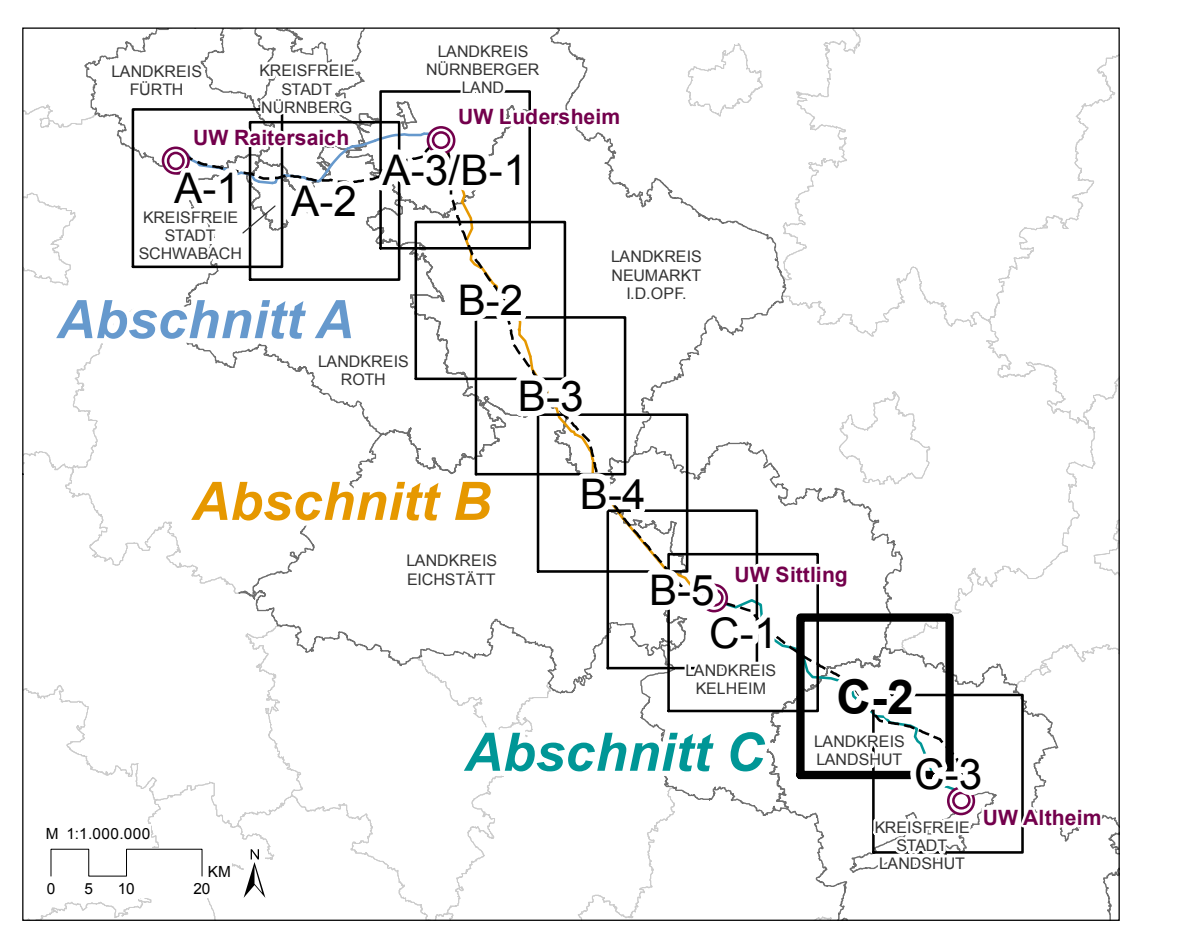 LANDKREIS
FÜRTH
KREISFREIE
STADT
NÜRNBERG
LANDKREIS
NÜRNBERGER
LAND
UW Raitersaich
UW Ludersheim
A-1
A-2
A-3/B-1
KREISFREIE
STADT
SCHWABACH
LANDKREIS
NEUMARKT
I.D.OPF.
B-2
Abschnitt A
LANDKREIS
ROTH
B-3
Abschnitt B
B-4
LANDKREIS
EICHSTÄTT
B-5
UW Sittling
C-1
LANDKREIS
KELHEIM
C-2
Abschnitt C
LANDKREIS
LANDSHUT
C-3
UW Altheim
KREISFREIE
STADT
LANDSHUT
M 1:1.000.000
KM
0 5 10 20
N